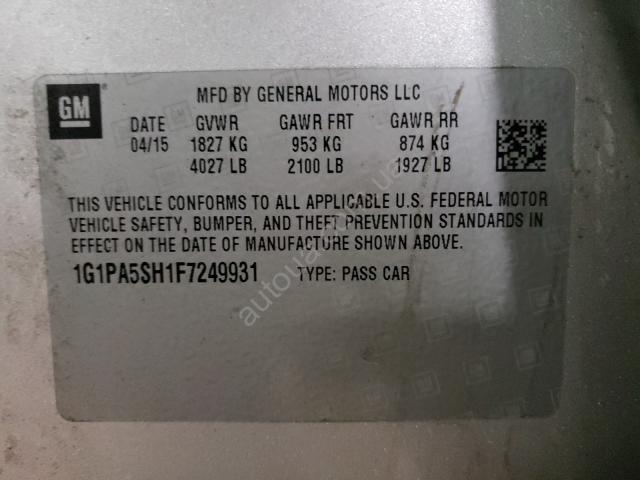 GM
MFD BY GENERAL MOTORS LLC
DATE GVWR GAWR FRT GAWR RR
04/15 1827 KG 953 KG 874 KG
4027 LB 2100 LB 1927 LB
THIS VEHICLE CONFORMS TO ALL APPLICABLE U.S. FEDERAL MOTOR
VEHICLE SAFETY, BUMPER, AND THEFT PREVENTION STANDARDS IN
EFFECT ON THE DATE OF MANUFACTURE SHOWN ABOVE.
1G1PA5SH1F7249931 TYPE: PASS CAR